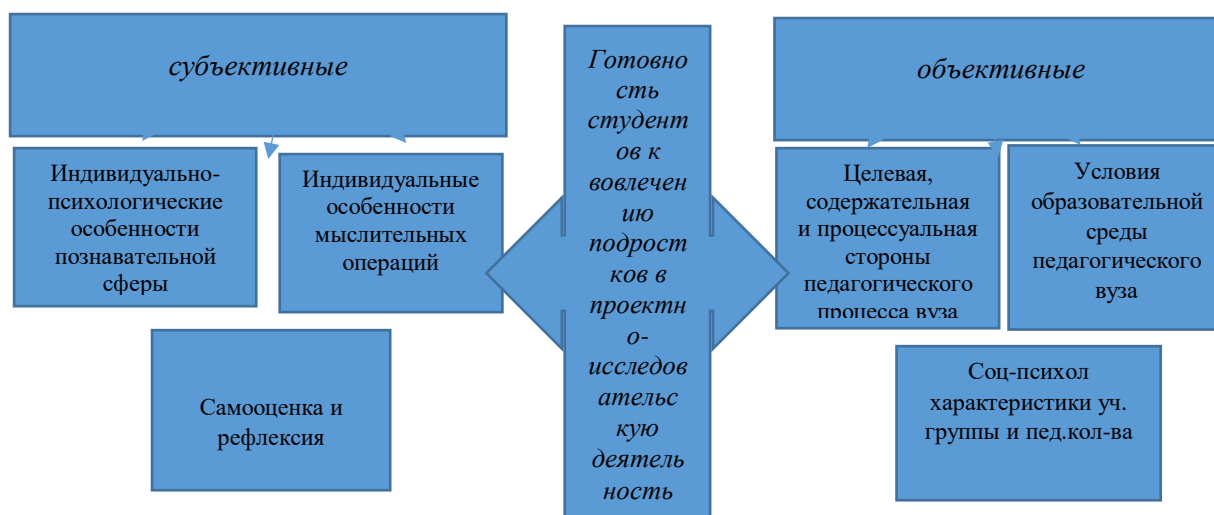 субъективные
Индивидуально-
психологические
особенности
познавательной
сферы
Индивидуальные
особенности
мыслительных
операций
Самооценка и
рефлексия
Готовно
сть
студент
ов к
вовлечен
ию
подрост
ков в
проектн
о-
исследов
ательс
кую
деятель
ность
объективные
Целевая,
содержательная
и процессуальная
стороны
педагогического
процесса вуза
Условия
образовательной
среды
педагогического
вуза
Соц-психол
характеристики уч.
группы и пед.кол-ва